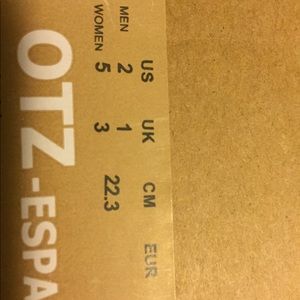 US UK CM EUR
MEN 2 1 22.3
WOMEN 5 3
OTZ-ESPA